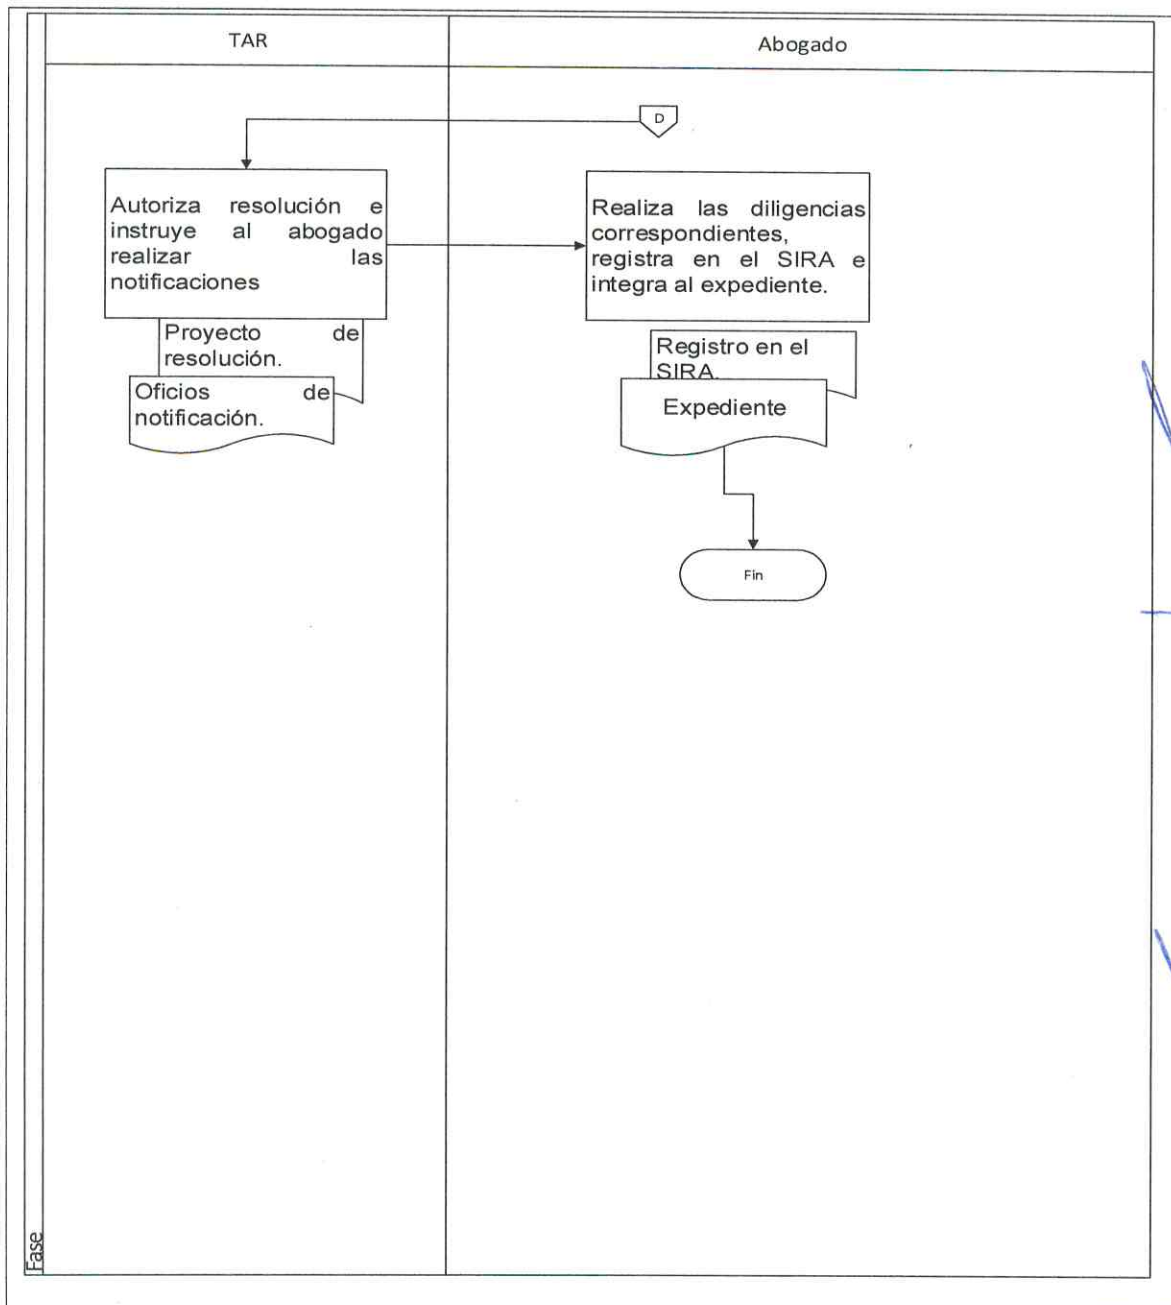 TAR
Abogado
D
Autoriza resolución e
instruye al abogado
realizar las
notificaciones
Proyecto de
resolución.
Oficios de
notificación.
Realiza las diligencias
correspondientes,
registra en el SIRA e
integra al expediente.
Registro en el
SIRA.
Expediente
Fin
Fase